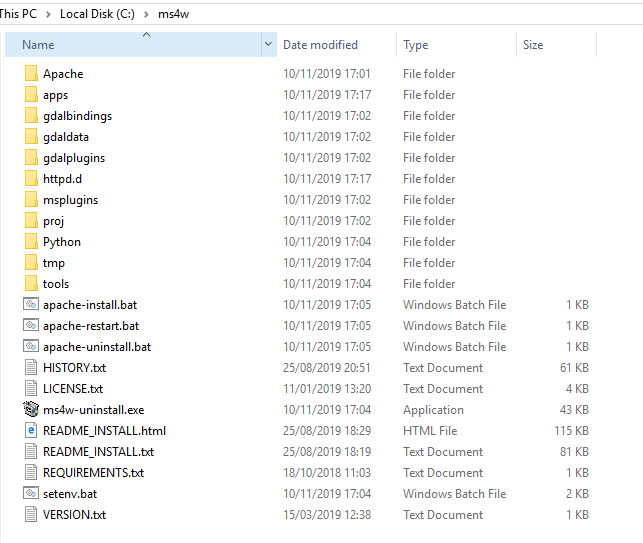 This PC > Local Disk (C:) > ms4w
Name Date modified Type Size
Apache 10/11/2019 17:01 File folder
apps 10/11/2019 17:17 File folder
gdalbindings 10/11/2019 17:02 File folder
gdaldata 10/11/2019 17:02 File folder
gdalplugins 10/11/2019 17:02 File folder
httpd.d 10/11/2019 17:17 File folder
msplugins 10/11/2019 17:02 File folder
proj 10/11/2019 17:02 File folder
Python 10/11/2019 17:04 File folder
tmp 10/11/2019 17:04 File folder
tools 10/11/2019 17:04 File folder
apache-install.bat 10/11/2019 17:05 Windows Batch File 1 KB
apache-restart.bat 10/11/2019 17:05 Windows Batch File 1 KB
apache-uninstall.bat 10/11/2019 17:05 Windows Batch File 1 KB
HISTORY.txt 25/08/2019 20:51 Text Document 61 KB
LICENSE.txt 11/01/2019 13:20 Text Document 4 KB
ms4w-uninstall.exe 10/11/2019 17:04 Application 43 KB
README_INSTALL.html 25/08/2019 18:29 HTML File 115 KB
README_INSTALL.txt 25/08/2019 18:19 Text Document 81 KB
REQUIREMENTS.txt 18/10/2018 11:03 Text Document 1 KB
setenv.bat 10/11/2019 17:04 Windows Batch File 2 KB
VERSION.txt 15/03/2019 12:38 Text Document 1 KB